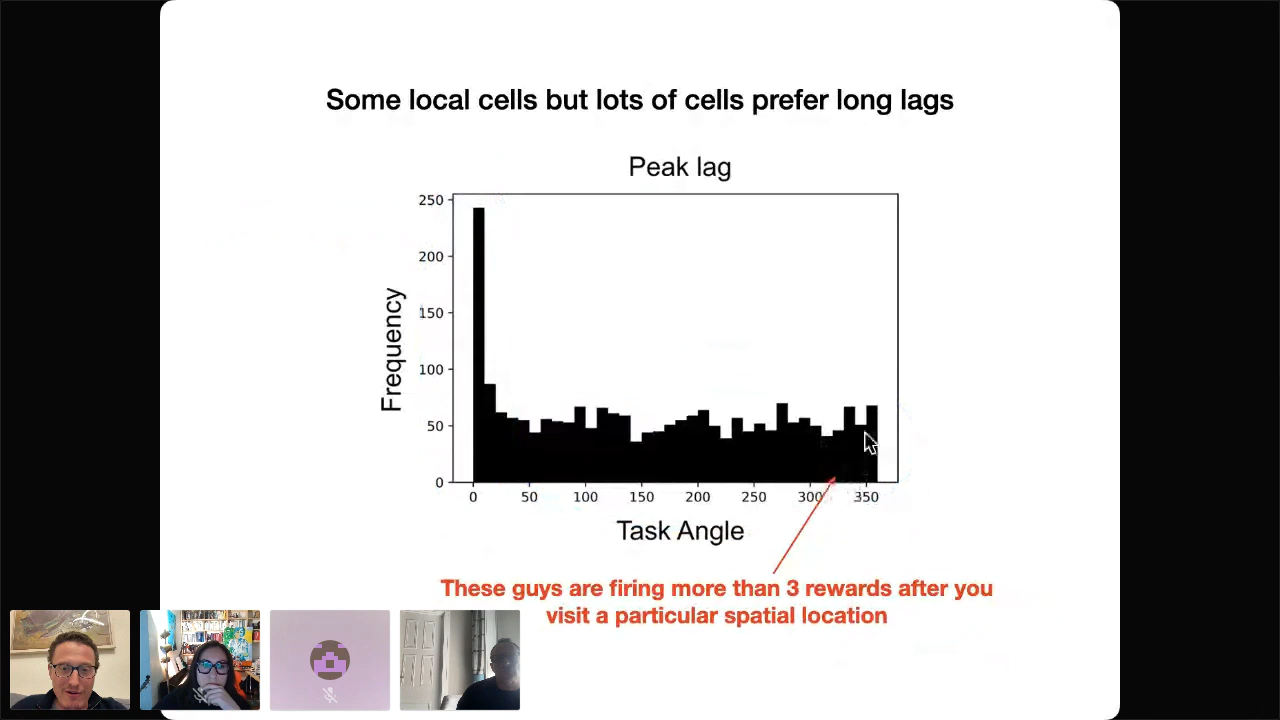 Some local cells but lots of cells prefer long lags
Peak lag
250
200
150
100
50
0
Frequency
0 50 100 150 200 250 300 350
Task Angle
These guys are firing more than 3 rewards after you
visit a particular spatial location